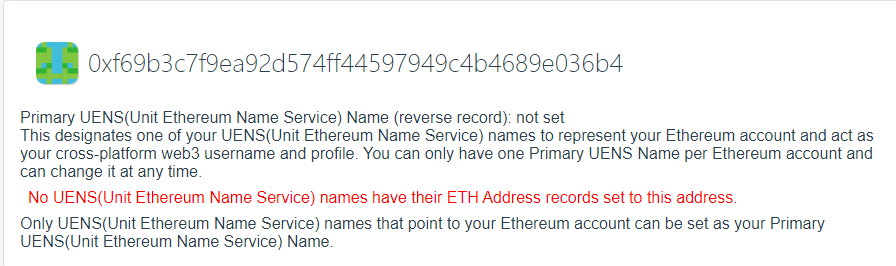 0xf69b3c7f9ea92d574ff44597949c4b4689e036b4
Primary UENS(Unit Ethereum Name Service) Name (reverse record): not set
This designates one of your UENS(Unit Ethereum Name Service) names to represent your Ethereum account and act as
your cross-platform web3 username and profile. You can only have one Primary UENS Name per Ethereum account and
can change it at any time.
No UENS(Unit Ethereum Name Service) names have their ETH Address records set to this address.
Only UENS(Unit Ethereum Name Service) names that point to your Ethereum account can be set as your Primary
UENS(Unit Ethereum Name Service) Name.